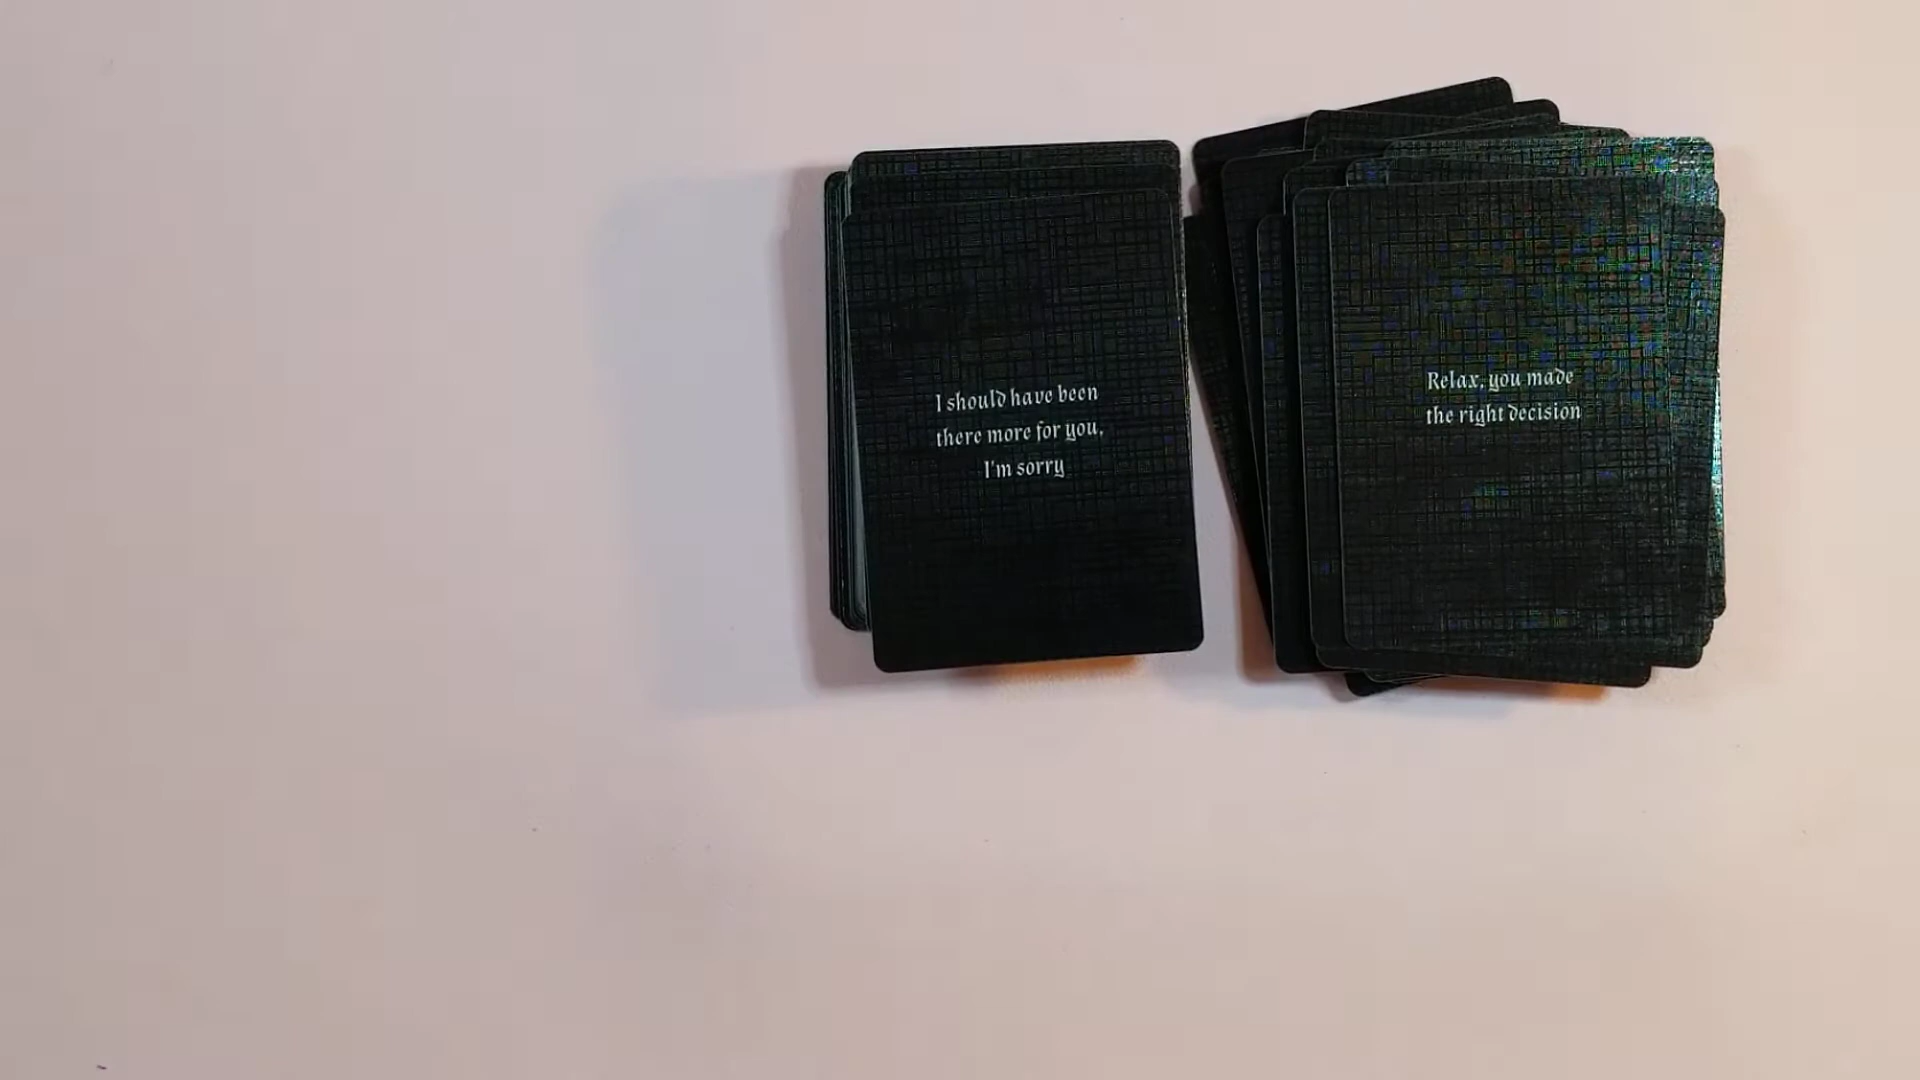 I should have been
there more for you,
I'm sorry
Relax, you made
the right decision